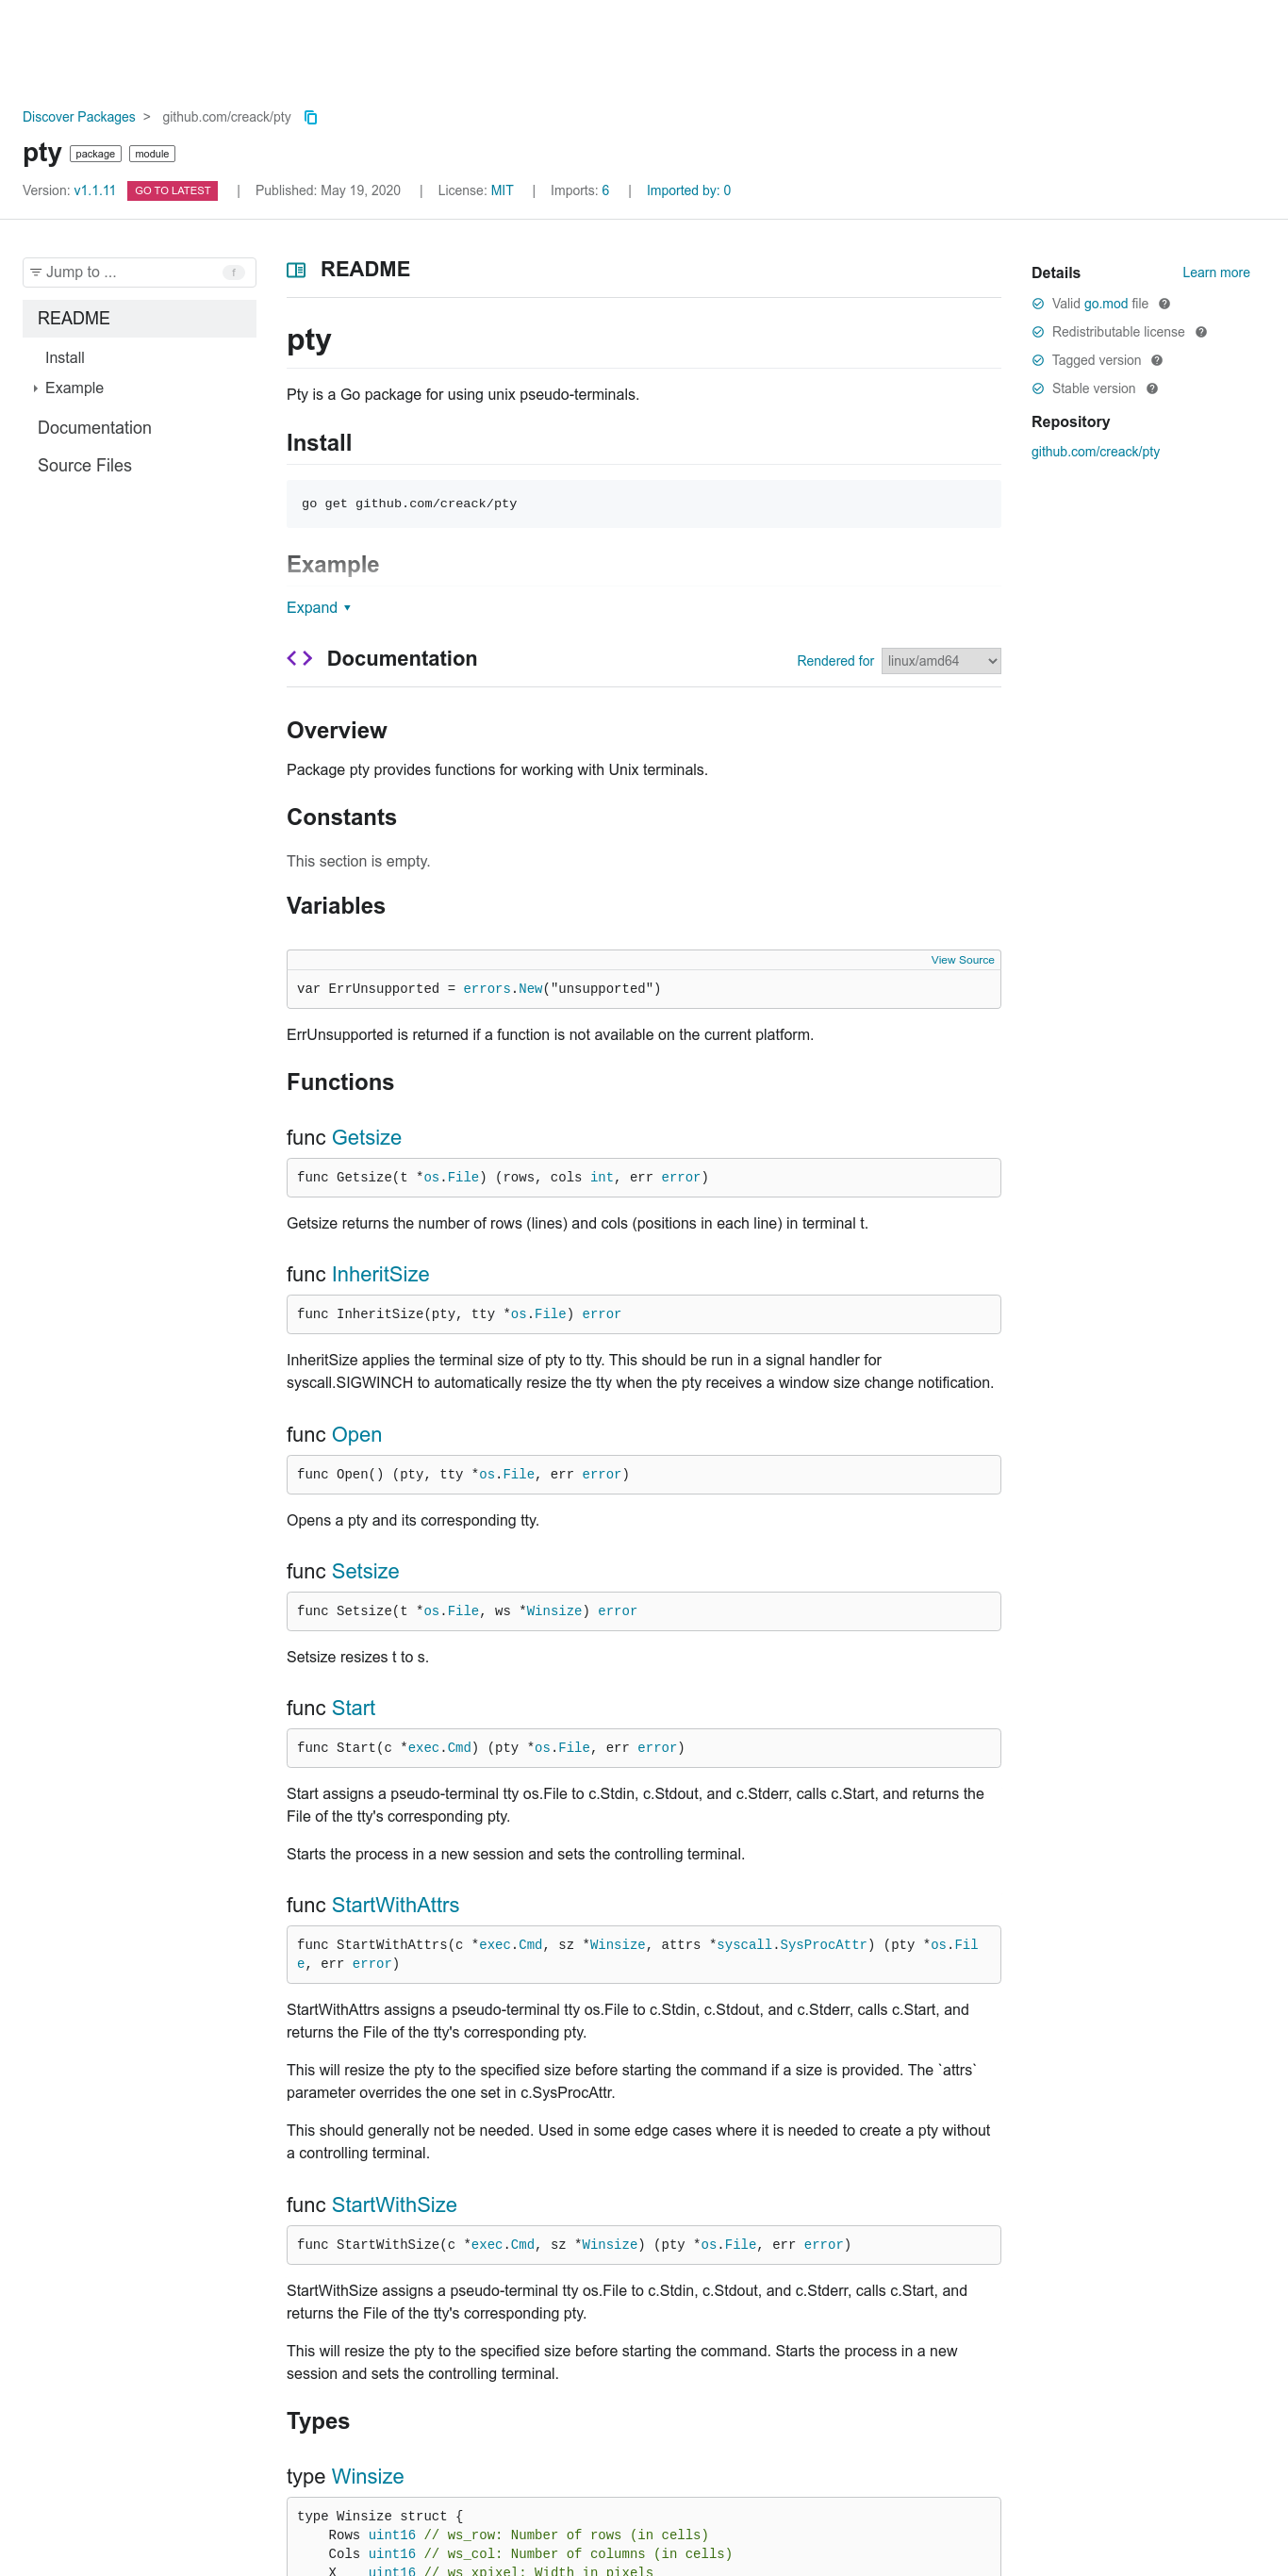 Discover Packages > github.com/creack/pty
pty package module
Version: v1.1.11 GO TO LATEST | Published: May 19, 2020 | License: MIT | Imports: 6 | Imported by: 0
Jump to ... f
README
Install
Example
Documentation
Source Files
README
pty
Pty is a Go package for using unix pseudo-terminals.
Install
go get github.com/creack/pty
Example
Expand ▼
Documentation
Rendered for linux/amd64
Overview
Package pty provides functions for working with Unix terminals.
Constants
This section is empty.
Variables
View Source
var ErrUnsupported = errors.New("unsupported")
ErrUnsupported is returned if a function is not available on the current platform.
Functions
func Getsize
func Getsize(t *os.File) (rows, cols int, err error)
Getsize returns the number of rows (lines) and cols (positions in each line) in terminal t.
func InheritSize
func InheritSize(pty, tty *os.File) error
InheritSize applies the terminal size of pty to tty. This should be run in a signal handler for
syscall.SIGWINCH to automatically resize the tty when the pty receives a window size change notification.
func Open
func Open() (pty, tty *os.File, err error)
Opens a pty and its corresponding tty.
func Setsize
func Setsize(t *os.File, ws *Winsize) error
Setsize resizes t to s.
func Start
func Start(c *exec.Cmd) (pty *os.File, err error)
Start assigns a pseudo-terminal tty os.File to c.Stdin, c.Stdout, and c.Stderr, calls c.Start, and returns the
File of the tty's corresponding pty.
Starts the process in a new session and sets the controlling terminal.
func StartWithAttrs
func StartWithAttrs(c *exec.Cmd, sz *Winsize, attrs *syscall.SysProcAttr) (pty *os.Fil
e, err error)
StartWithAttrs assigns a pseudo-terminal tty os.File to c.Stdin, c.Stdout, and c.Stderr, calls c.Start, and
returns the File of the tty's corresponding pty.
This will resize the pty to the specified size before starting the command if a size is provided. The `attrs`
parameter overrides the one set in c.SysProcAttr.
This should generally not be needed. Used in some edge cases where it is needed to create a pty without
a controlling terminal.
func StartWithSize
func StartWithSize(c *exec.Cmd, sz *Winsize) (pty *os.File, err error)
StartWithSize assigns a pseudo-terminal tty os.File to c.Stdin, c.Stdout, and c.Stderr, calls c.Start, and
returns the File of the tty's corresponding pty.
This will resize the pty to the specified size before starting the command. Starts the process in a new
session and sets the controlling terminal.
Types
type Winsize
type Winsize struct {
Rows uint16 // ws_row: Number of rows (in cells)
Cols uint16 // ws_col: Number of columns (in cells)
X uint16 // ws_xpixel: Width in pixels
Details Learn more
Valid go.mod file
Redistributable license
Tagged version
Stable version
Repository
github.com/creack/pty